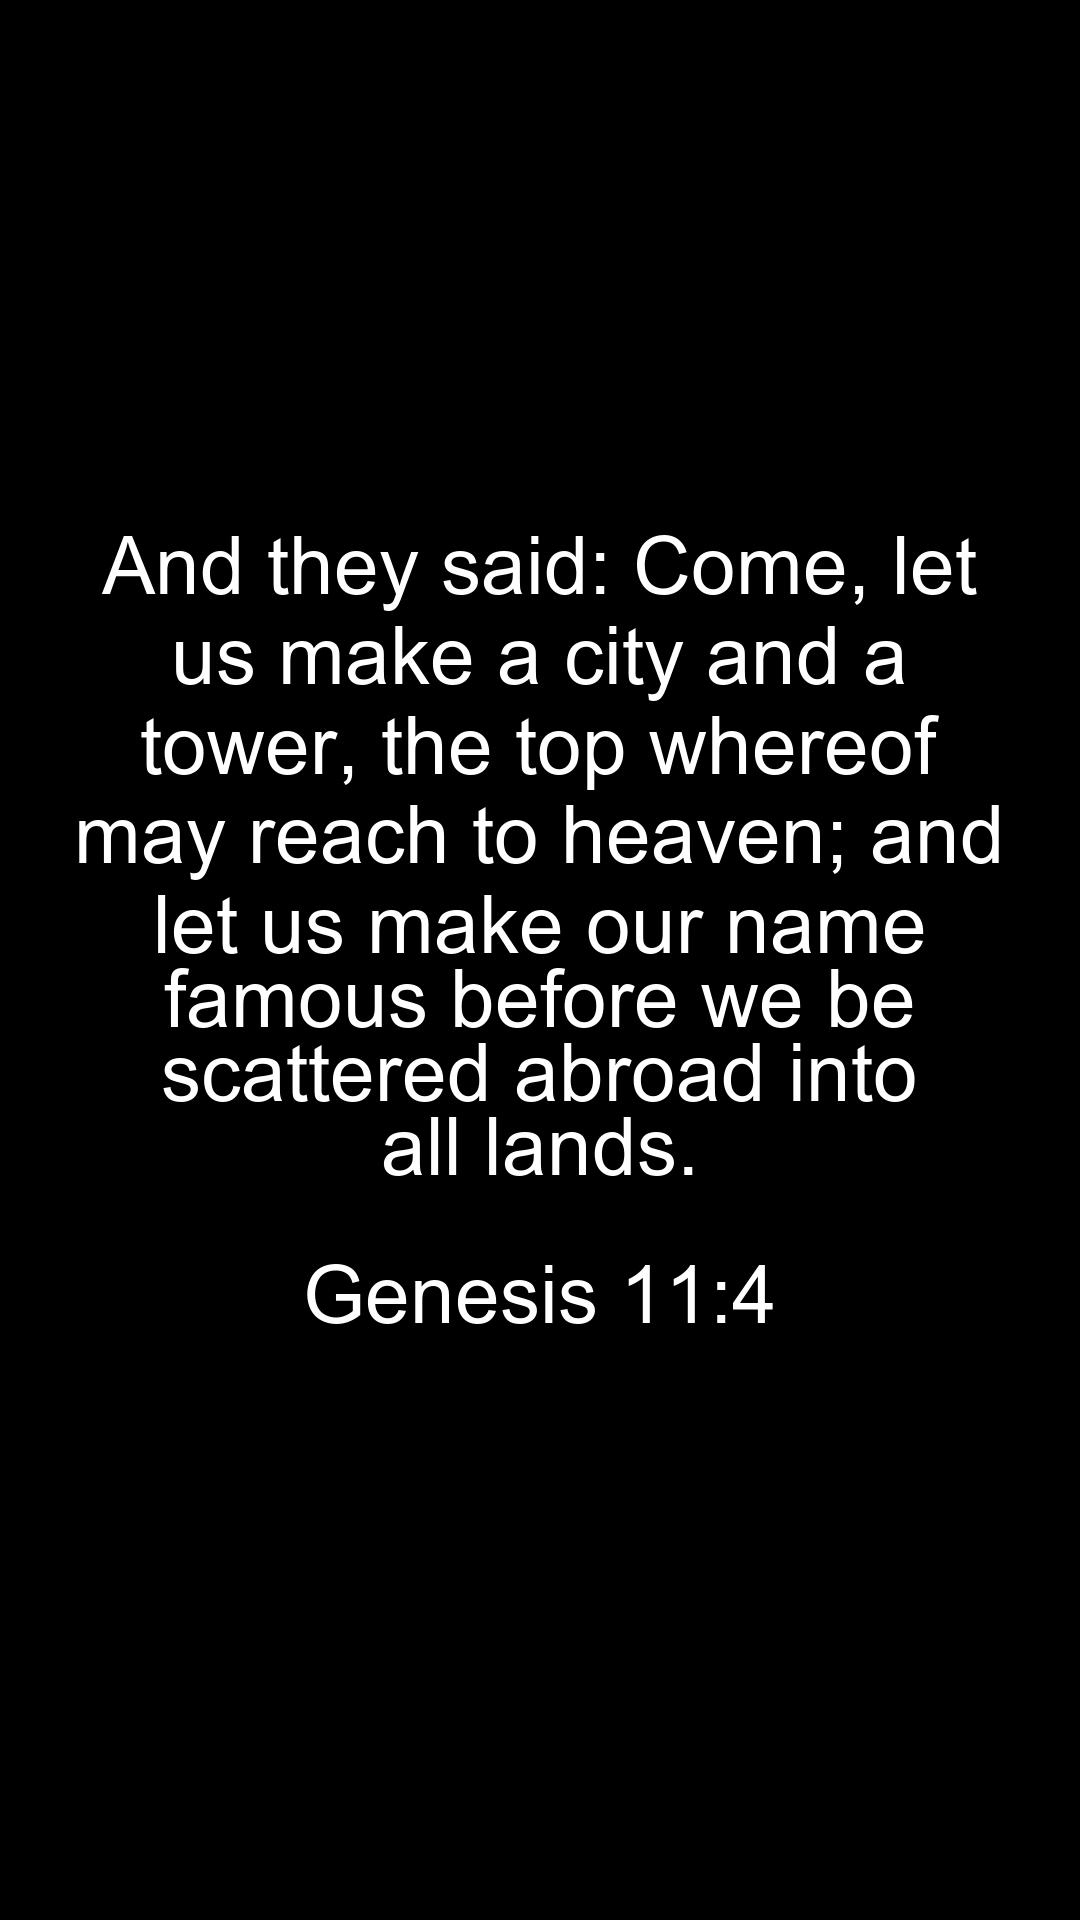 And they said: Come, let
us make a city and a
tower, the top whereof
may reach to heaven; and
let us make our name
famous before we be
scattered abroad into
all lands.
Genesis 11:4